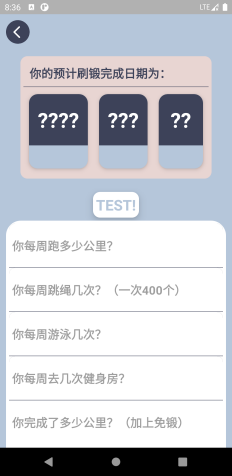 8:36
LTE
你的预计刷锻完成日期为：
???? ??? ??
TEST!
你每周跑多少公里？
你每周跳绳几次？（一次400个）
你每周游泳几次？
你每周去几次健身房？
你完成了多少公里？（加上免锻）